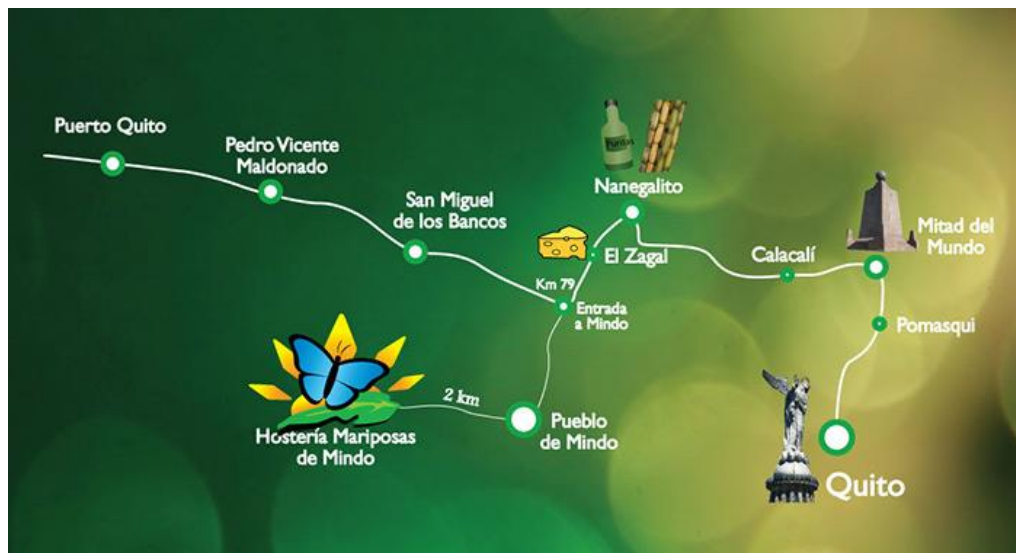 Puerto Quito
Pedro Vicente
Maldonado
San Miguel
de los Bancos
Nanegalito
El Zagal
Km 79
Entrada
a Mindo
Calacalí
Mitad del
Mundo
Pomasqui
2 km
Hostería Mariposas
de Mindo
Pueblo
de Mindo
Quito